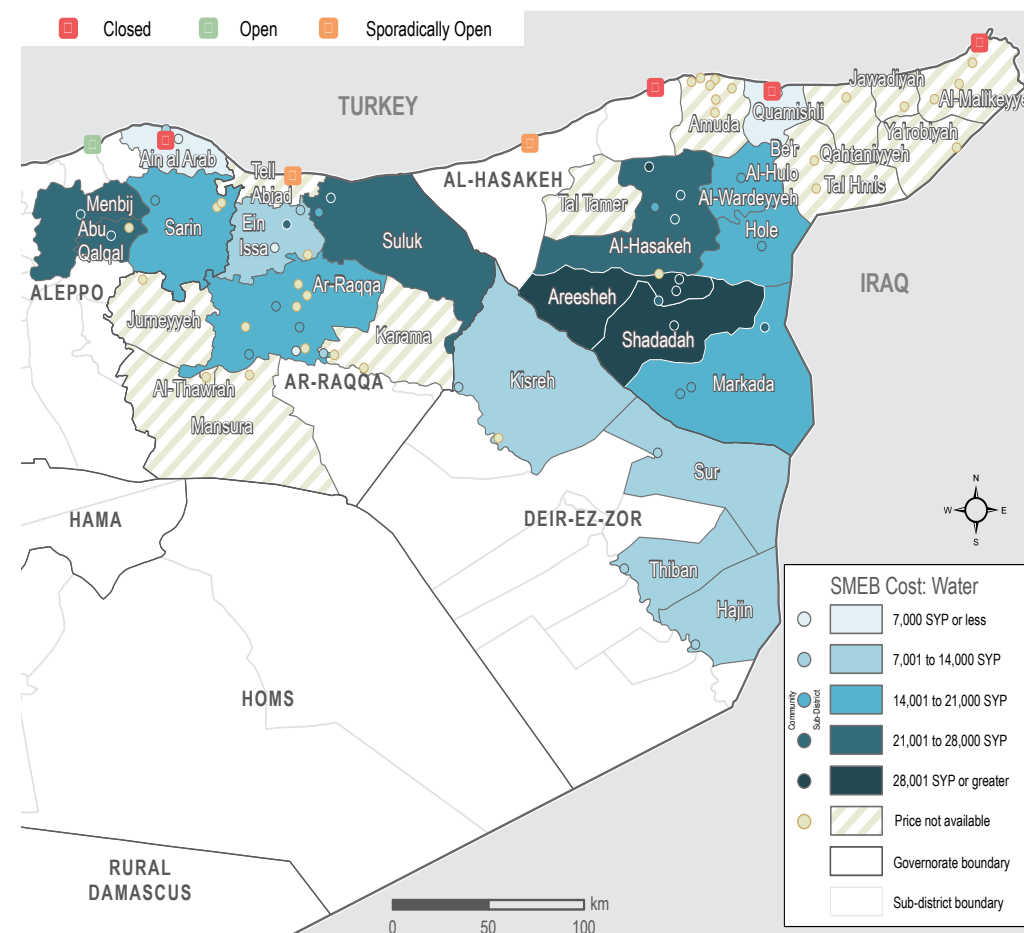 Closed
Open
Sporadically Open
TURKEY
Jawadiyah
Al-Malikeyye
Quamishli
Amuda
Ya'robiyah
Be'r
Al-Hulo
Al-Wardeyyeh
Qahtaniyyeh
Tal Hmis
Ain al Arab
Tell
Abiad
AL-HASAKEH
Tal Tamer
Menbij
Abu
Qalqal
Sarin
Ein
Issa
Suluk
Al-Hasakeh
Hole
IRAQ
ALEPPO
Ar-Raqqa
Areesheh
Jurneyyeh
Karama
Shadadah
AR-RAQQA
Kisreh
Markada
Al-Thawrah
Mansura
Sur
HAMA
DEIR-EZ-ZOR
N
W
E
S
Thiban
Hajin
HOMS
RURAL
DAMASCUS
km
0
50
100
SMEB Cost: Water
7,000 SYP or less
7,001 to 14,000 SYP
Community
Sub-District
14,001 to 21,000 SYP
21,001 to 28,000 SYP
28,001 SYP or greater
Price not available
Governorate boundary
Sub-district boundary